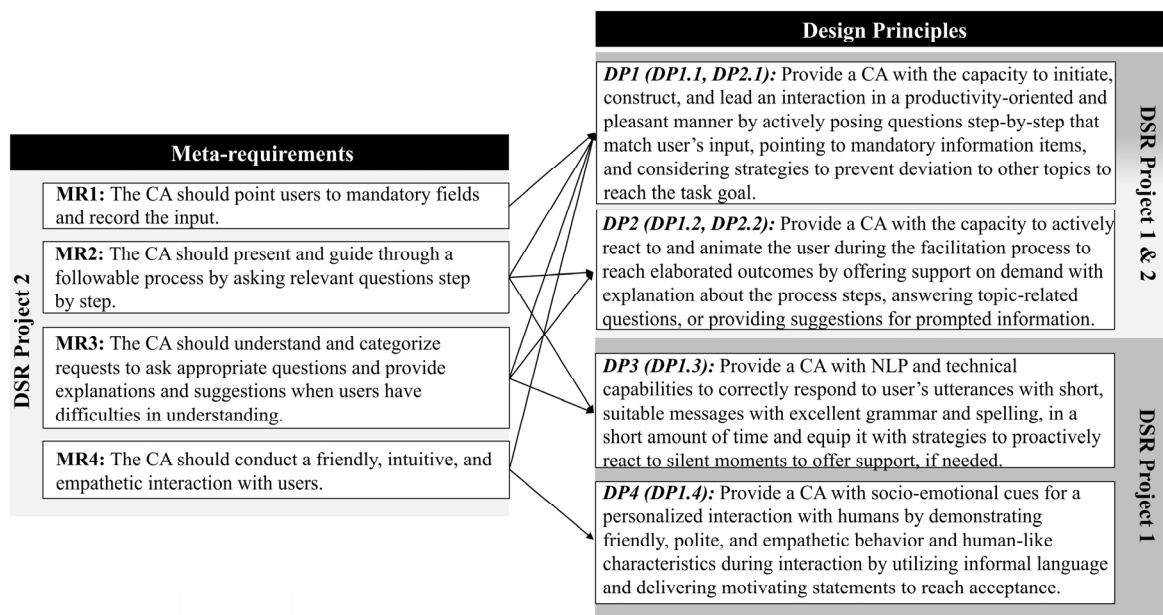 Meta-requirements
DSR Project 2
MR1: The CA should point users to mandatory fields
and record the input.
MR2: The CA should present and guide through a
followable process by asking relevant questions step
by step.
MR3: The CA should understand and categorize
requests to ask appropriate questions and provide
explanations and suggestions when users have
difficulties in understanding.
MR4: The CA should conduct a friendly, intuitive, and
empathetic interaction with users.
Design Principles
DP1 (DP1.1, DP2.1): Provide a CA with the capacity to initiate,
construct, and lead an interaction in a productivity-oriented and
pleasant manner by actively posing questions step-by-step that
match user’s input, pointing to mandatory information items,
and considering strategies to prevent deviation to other topics to
reach the task goal.
DP2 (DP1.2, DP2.2): Provide a CA with the capacity to actively
react to and animate the user during the facilitation process to
reach elaborated outcomes by offering support on demand with
explanation about the process steps, answering topic-related
questions, or providing suggestions for prompted information.
DSR Project 1 & 2
DP3 (DP1.3): Provide a CA with NLP and technical
capabilities to correctly respond to user’s utterances with short,
suitable messages with excellent grammar and spelling, in a
short amount of time and equip it with strategies to proactively
react to silent moments to offer support, if needed.
DP4 (DP1.4): Provide a CA with socio-emotional cues for a
personalized interaction with humans by demonstrating
friendly, polite, and empathetic behavior and human-like
characteristics during interaction by utilizing informal language
and delivering motivating statements to reach acceptance.
DSR Project 1